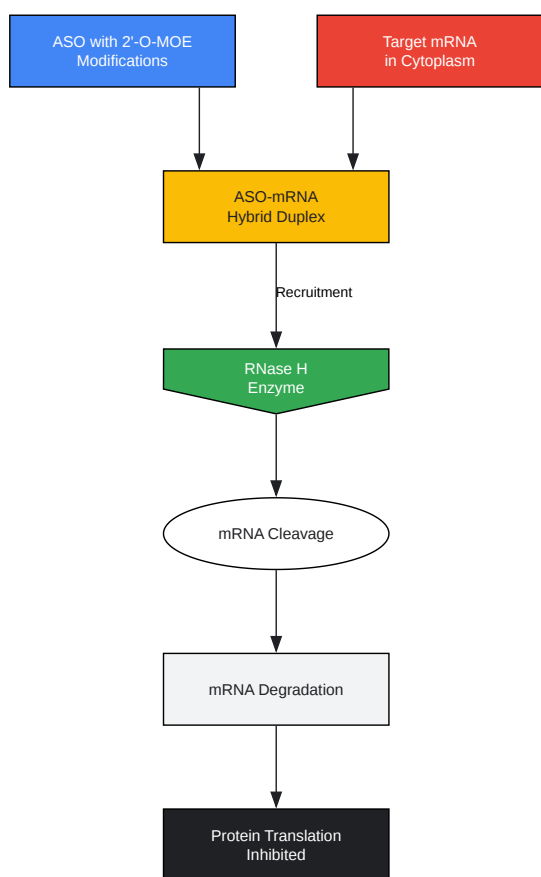 ASO with 2'-O-MOE
Modifications
Target mRNA
in Cytoplasm
ASO-mRNA
Hybrid Duplex
Recruitment
RNase H
Enzyme
mRNA Cleavage
mRNA Degradation
Protein Translation
Inhibited